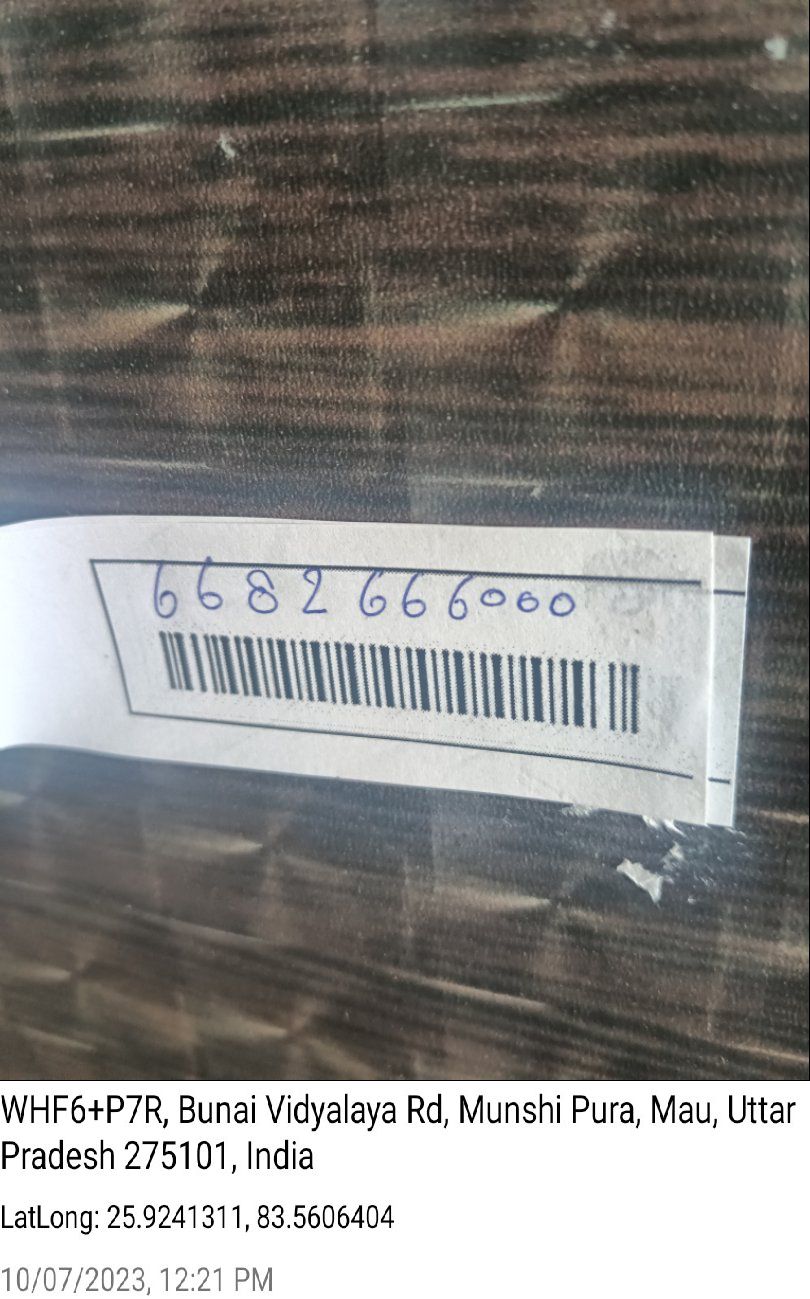 6682666000
WHF6+P7R, Bunai Vidyalaya Rd, Munshi Pura, Mau, Uttar
Pradesh 275101, India
LatLong: 25.9241311, 83.5606404
10/07/2023, 12:21 PM